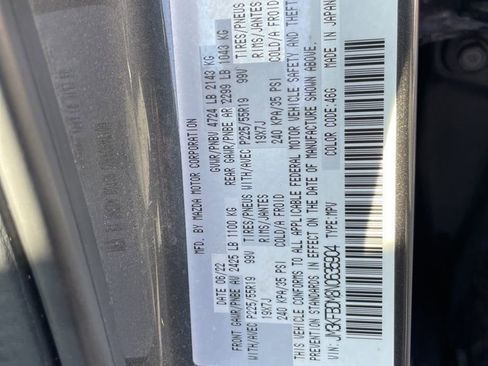 MFD. BY MAZDA MOTOR CORPORATION
DATE 06/22 GVWR/PNBV 4724 LB 2143 KG
FRONT GAWR/PNBE AV 2425 LB 1100 KG REAR GAWR/PNBE AR 2299 LB 1043 KG
WITH/AVEC P225/55R19 99V TIRES/PNEUS WITH/AVEC P225/55R19 99V TIRES/PNEUS
19X7J RIMS/JANTES 19X7J RIMS/JANTES
240 KPA/35 PSI COLD/A FROID 240 KPA/35 PSI COLD/A FROID
THIS VEHICLE CONFORMS TO ALL APPLICABLE FEDERAL MOTOR VEHICLE SAFETY AND THEFT
PREVENTION STANDARDS IN EFFECT ON THE DATE OF MANUFACTURE SHOWN ABOVE.
JM3KFBDM8N0635904 TYPE:MPV COLOR CODE:46G MADE IN JAPAN